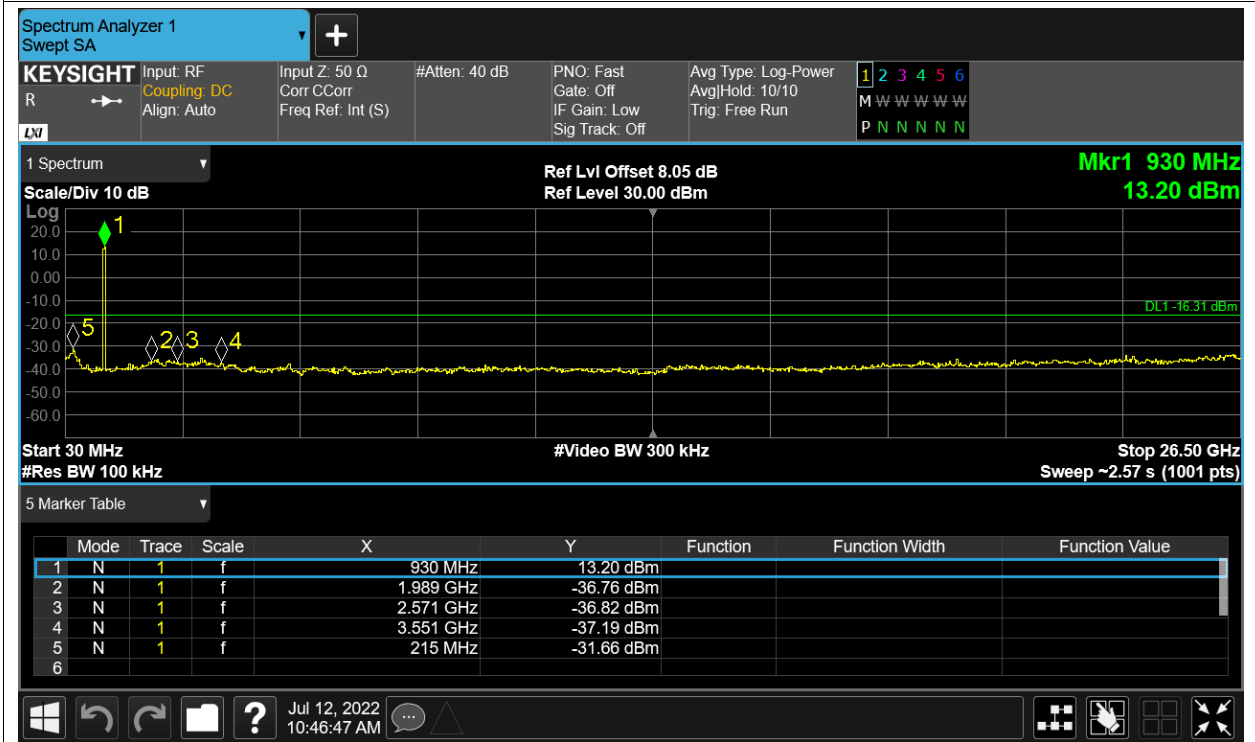 Spectrum Analyzer 1
Swept SA
+
KEYSIGHT Input: RF Input Z: 50 Ω #Atten: 40 dB PNO: Fast Avg Type: Log-Power 1 2 3 4 5 6
R Coupling: DC Corr CCorr Gate: Off Avg|Hold: 10/10 M W W W W W
Align: Auto Freq Ref: Int (S) IF Gain: Low Trig: Free Run
LXI Sig Track: Off P N N N N N
1 Spectrum Ref Lvl Offset 8.05 dB Mkr1 930 MHz
Scale/Div 10 dB Ref Level 30.00 dBm 13.20 dBm
Log
20.0 1
10.0
0.00
-10.0 DL1 -16.31 dBm
-20.0 5
-30.0 2 3 4
-40.0
-50.0
-60.0
Start 30 MHz #Video BW 300 kHz Stop 26.50 GHz
#Res BW 100 kHz Sweep ~2.57 s (1001 pts)
5 Marker Table
Mode Trace Scale X Y Function Function Width Function Value
1 N 1 f 930 MHz 13.20 dBm
2 N 1 f 1.989 GHz -36.76 dBm
3 N 1 f 2.571 GHz -36.82 dBm
4 N 1 f 3.551 GHz -37.19 dBm
5 N 1 f 215 MHz -31.66 dBm
6
? Jul 12, 2022
10:46:47 AM